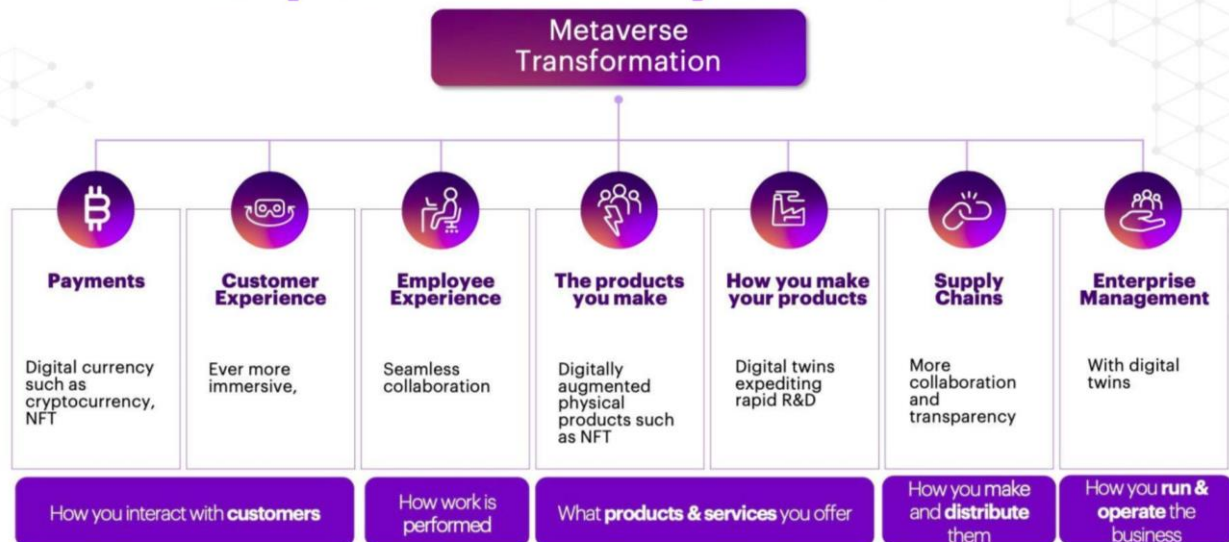 Metaverse
Transformation
Payments
Customer
Experience
Employee
Experience
The products
you make
How you make
your products
Supply
Chains
Enterprise
Management
Digital currency
such as
cryptocurrency,
NFT
Ever more
immersive,
Seamless
collaboration
Digitally
augmented
physical
products such
as NFT
Digital twins
expediting
rapid R&D
More
collaboration
and
transparency
With digital
twins
How you interact with customers
How work is
performed
What products & services you offer
How you make
and distribute
them
How you run &
operate the
business